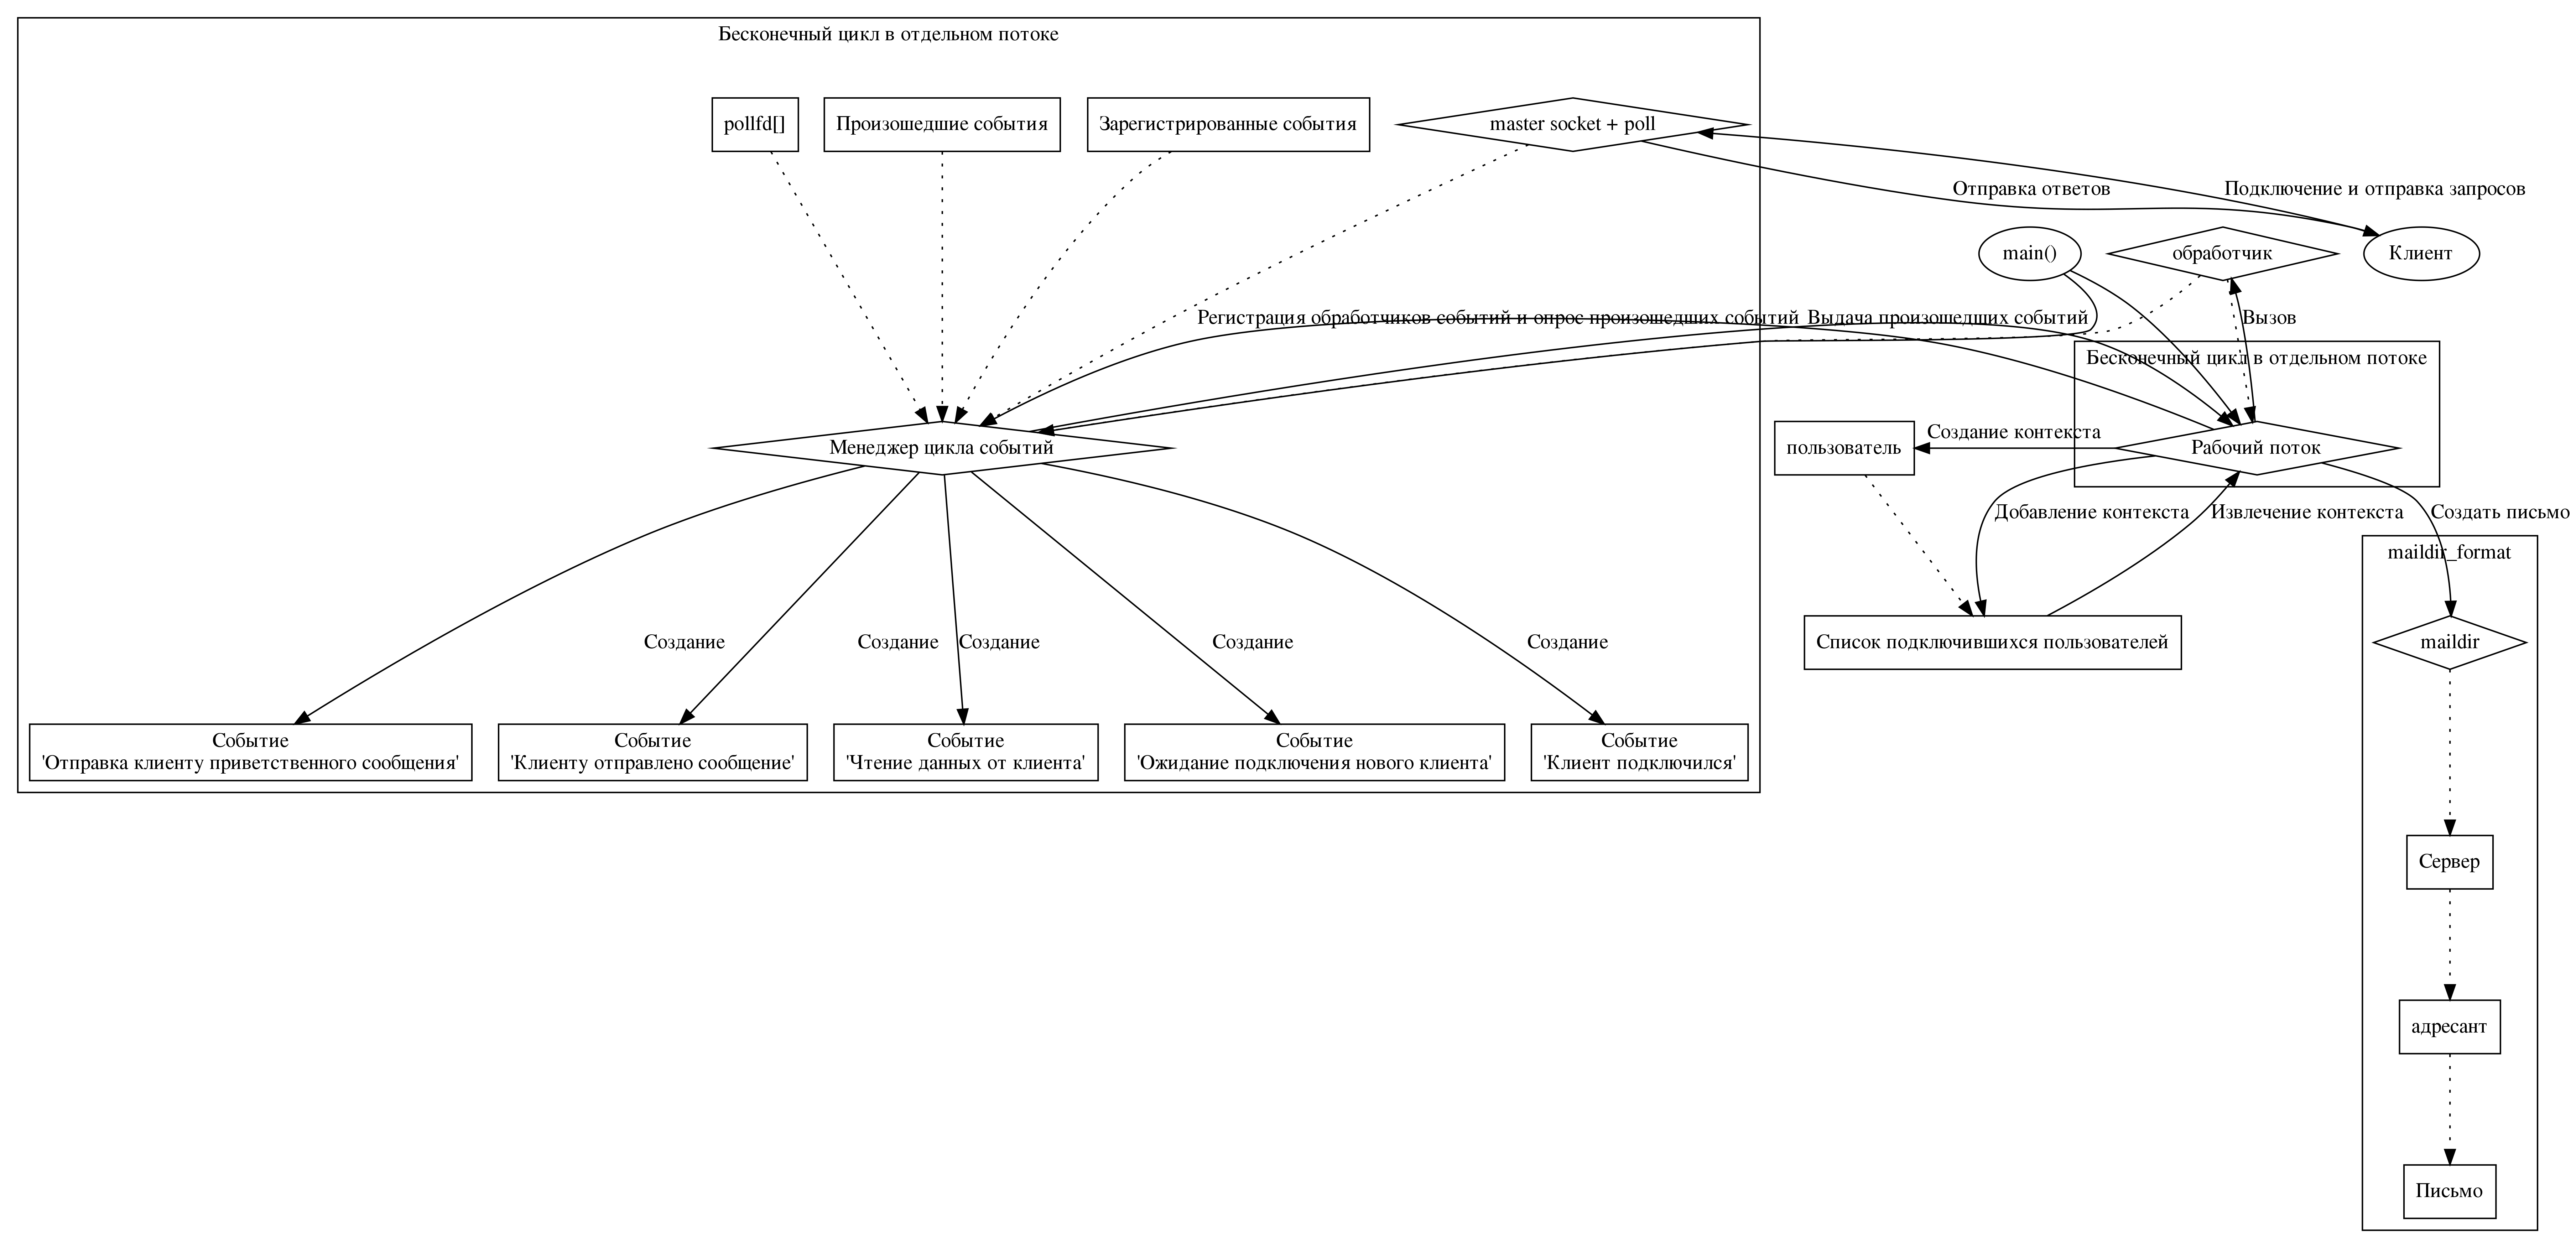 Бесконечный цикл в отдельном потоке
pollfd[]
Произошедшие события
Зарегистрированные события
master socket + poll
Отправка ответов
Подключение и отправка запросов
main()
обработчик
Клиент
Регистрация обработчиков событий и опрос произошедших событий
Выдача произошедших событий
Вызов
Бесконечный цикл в отдельном потоке
Менеджер цикла событий
пользователь
Создание контекста
Рабочий поток
Добавление контекста
Извлечение контекста
Создать письмо
maildir_format
Создание
Создание
Создание
Создание
Создание
Список подключившихся пользователей
maildir
Событие
'Отправка клиенту приветственного сообщения'
Событие
'Клиенту отправлено сообщение'
Событие
'Чтение данных от клиента'
Событие
'Ожидание подключения нового клиента'
Событие
'Клиент подключился'
Сервер
адресант
Письмо